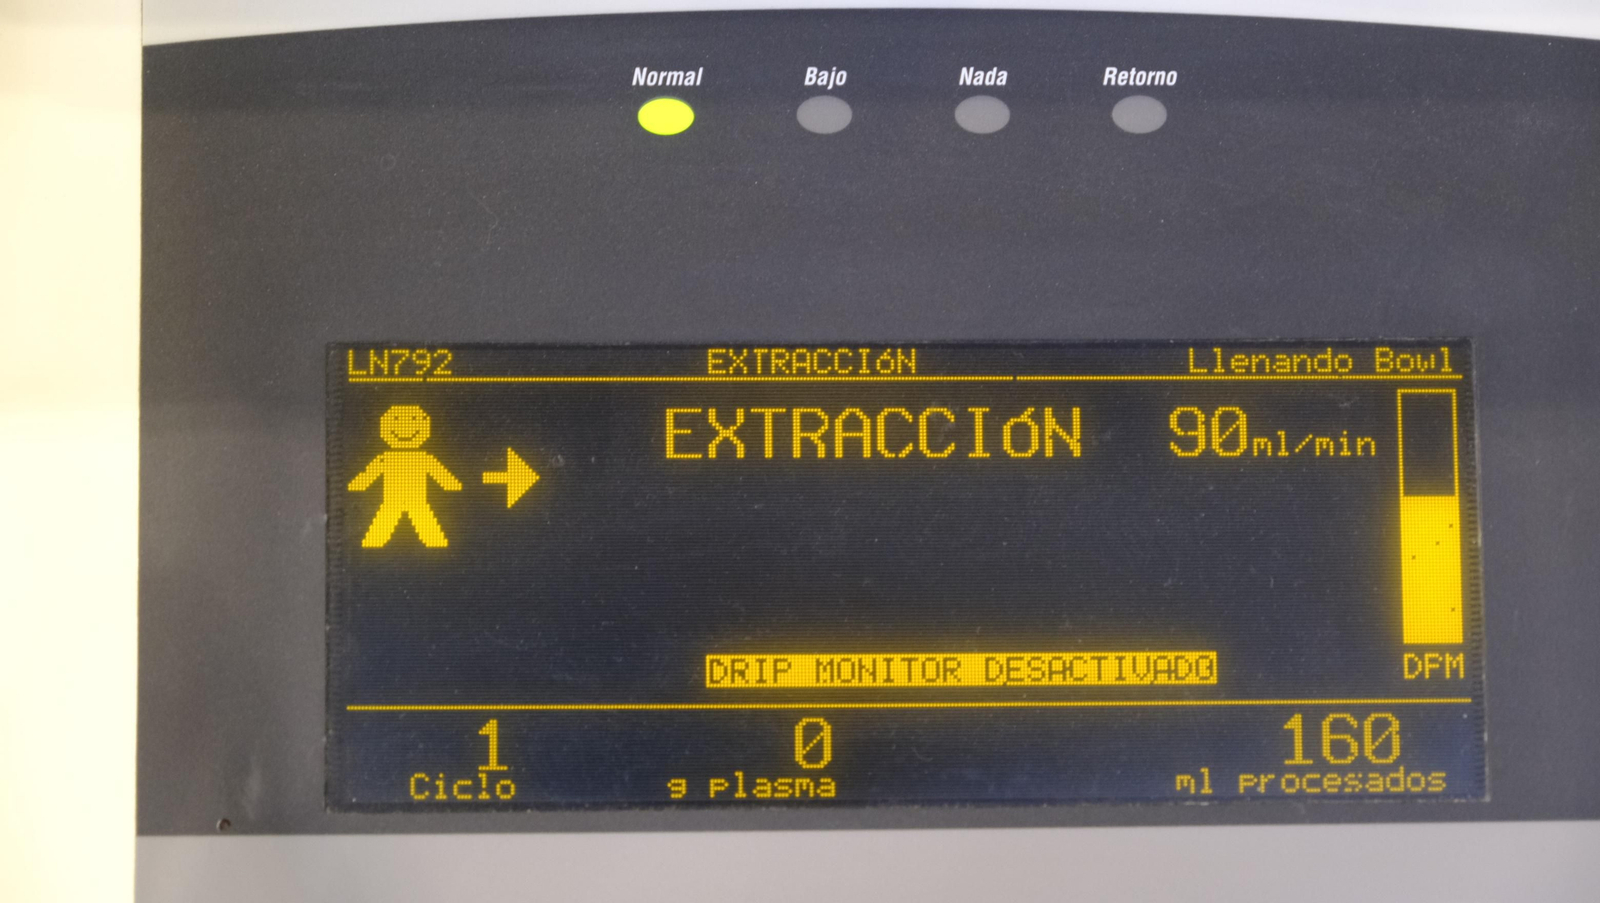 Normal Bajo Nada Retorno
LN792 EXTRACCIóN Llenando Bowl
EXTRACCIóN 90ml/min
DRIP MONITOR DESACTIVADO
DPM
1 0 160
Ciclo g plasma ml procesados